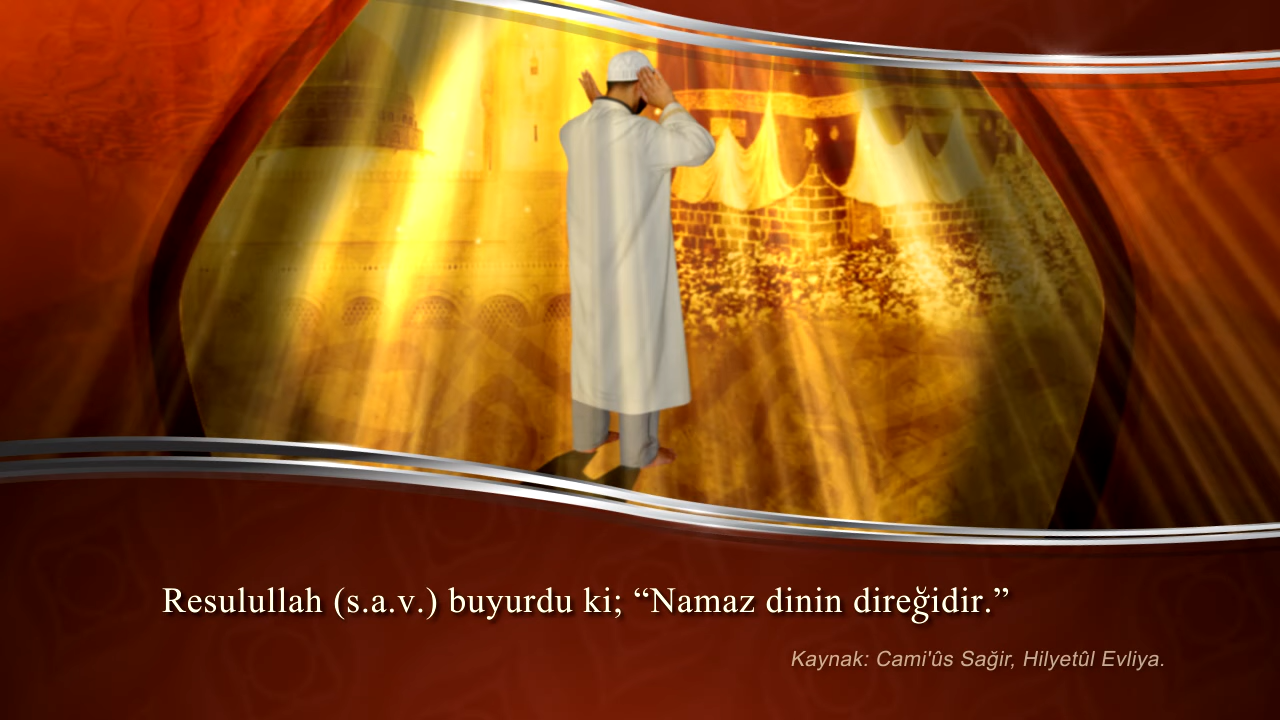 Resulullah (s.a.v.) buyurdu ki; “Namaz dinin direğidir.”
Kaynak: Cami'ûs Sağir, Hilyetûl Evliya.